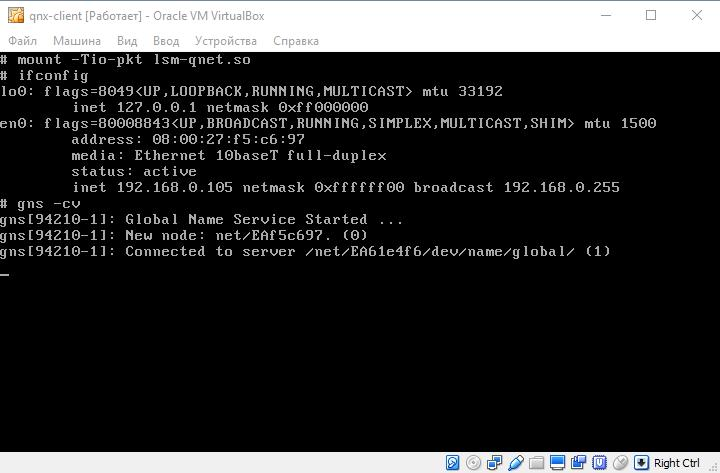 qnx-client [Работает] - Oracle VM VirtualBox
Файл Машина Вид Ввод Устройства Справка
# mount -Tio-pkt lsm-qnet.so
# ifconfig
lo0: flags=8049<UP,LOOPBACK,RUNNING,MULTICAST> mtu 33192
inet 127.0.0.1 netmask 0xff000000
en0: flags=80008843<UP,BROADCAST,RUNNING,SIMPLEX,MULTICAST,SHIM> mtu 1500
address: 08:00:27:f5:c6:97
media: Ethernet 10baseT full-duplex
status: active
inet 192.168.0.105 netmask 0xffffff00 broadcast 192.168.0.255
# gns -cv
gns[94210-1]: Global Name Service Started ...
gns[94210-1]: New node: net/EAf5c697. (0)
gns[94210-1]: Connected to server /net/EA61e4f6/dev/name/global/ (1)
Right Ctrl